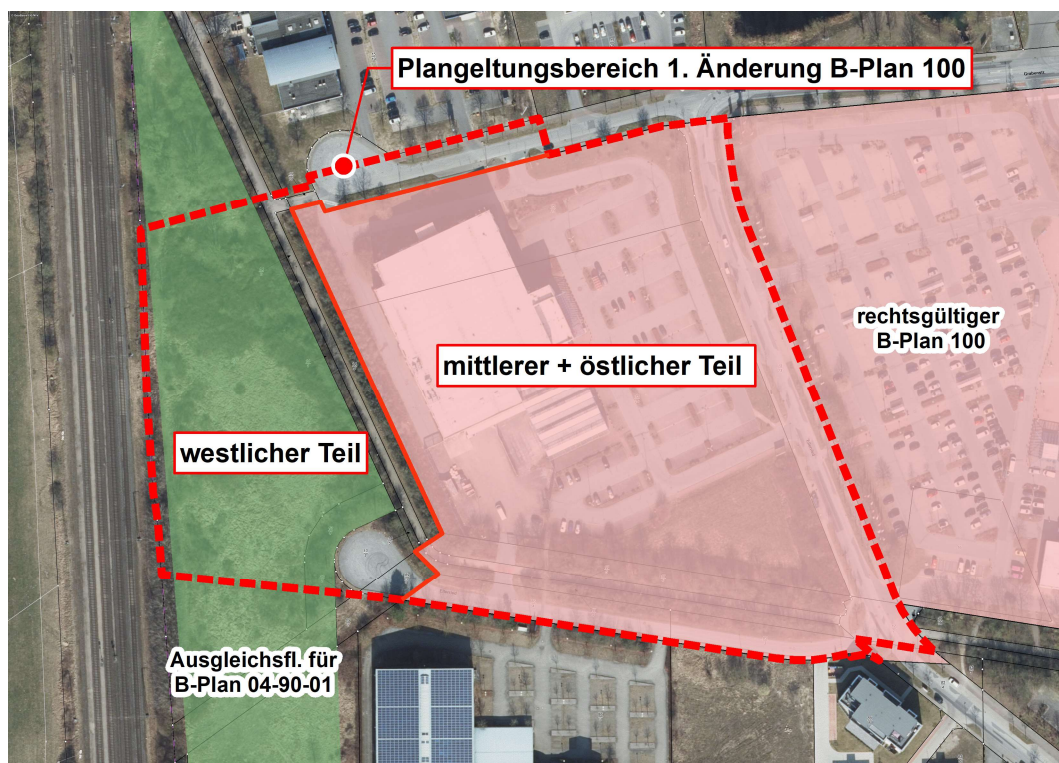 Plangeltungsbereich 1. Änderung B-Plan 100
rechtsgültiger
B-Plan 100
mittlerer + östlicher Teil
westlicher Teil
Ausgleichsfl. für
B-Plan 04-90-01